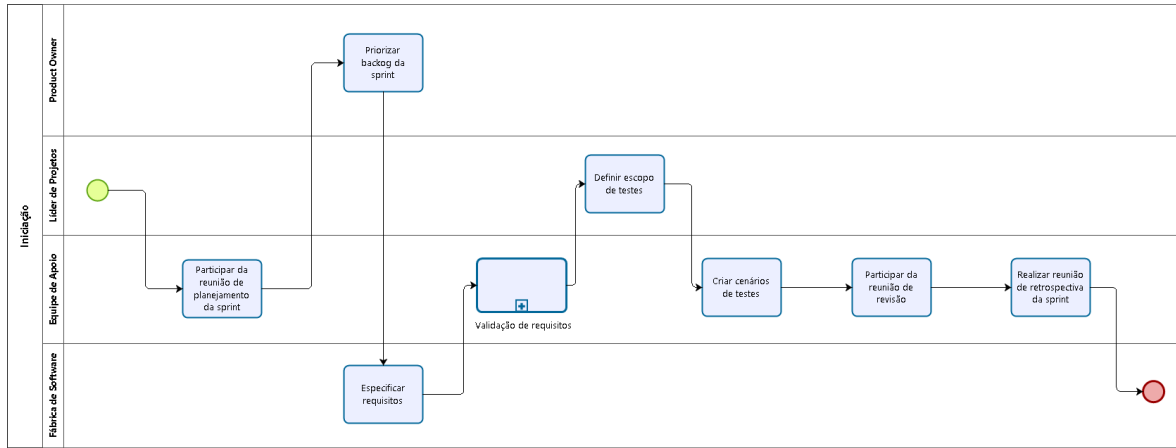 Iniciação
Product Owner
Priorizar
backog da
sprint
Líder de Projetos
Definir escopo
de testes
Equipe de Apoio
Participar da
reunião de
planejamento
da sprint
Validação de requisitos
Criar cenários
de testes
Participar da
reunião de
revisão
Realizar reunião
de retrospectiva
da sprint
Fábrica de Software
Especificar
requisitos